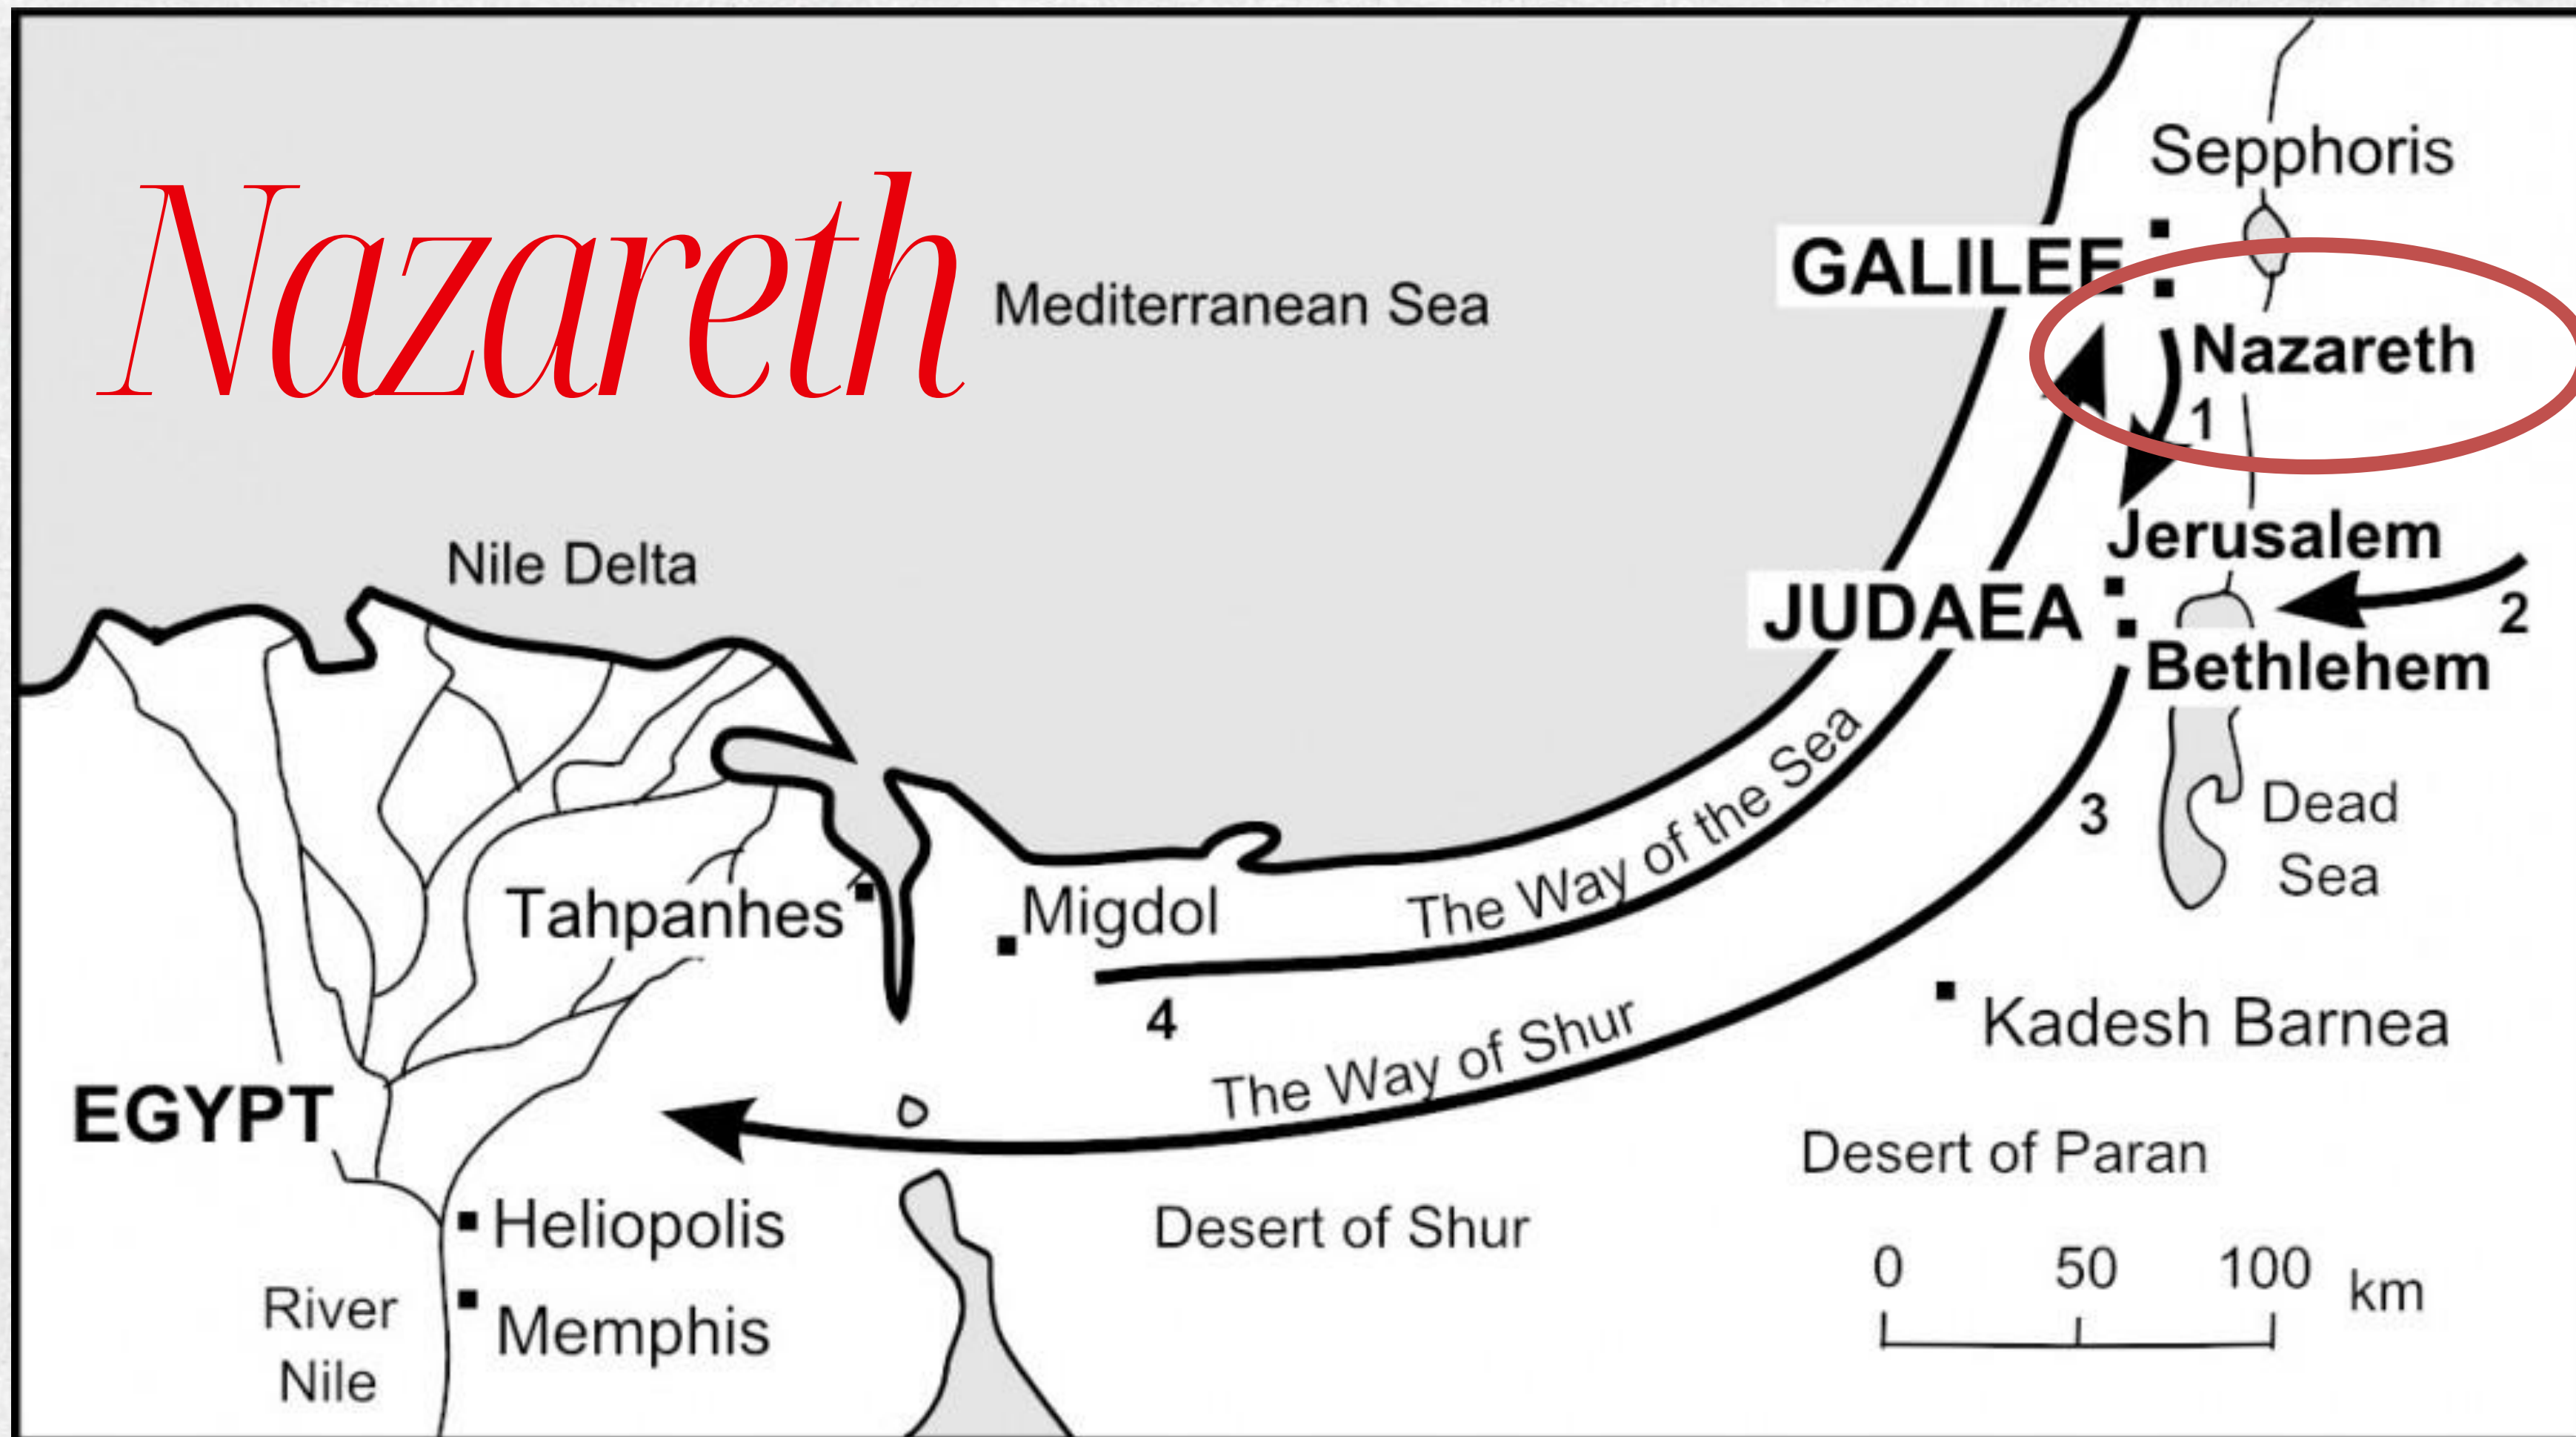 Nazareth
Mediterranean Sea
Sepphoris
GALILEE
Nazareth
1
Nile Delta
Jerusalem
JUDAEA
2
Bethlehem
The Way of the Sea
3
Dead
Sea
Tahpanhes
Migdol
4
Kadesh Barnea
The Way of Shur
EGYPT
Desert of Paran
Heliopolis
Desert of Shur
River
Nile
Memphis
0 50 100 km